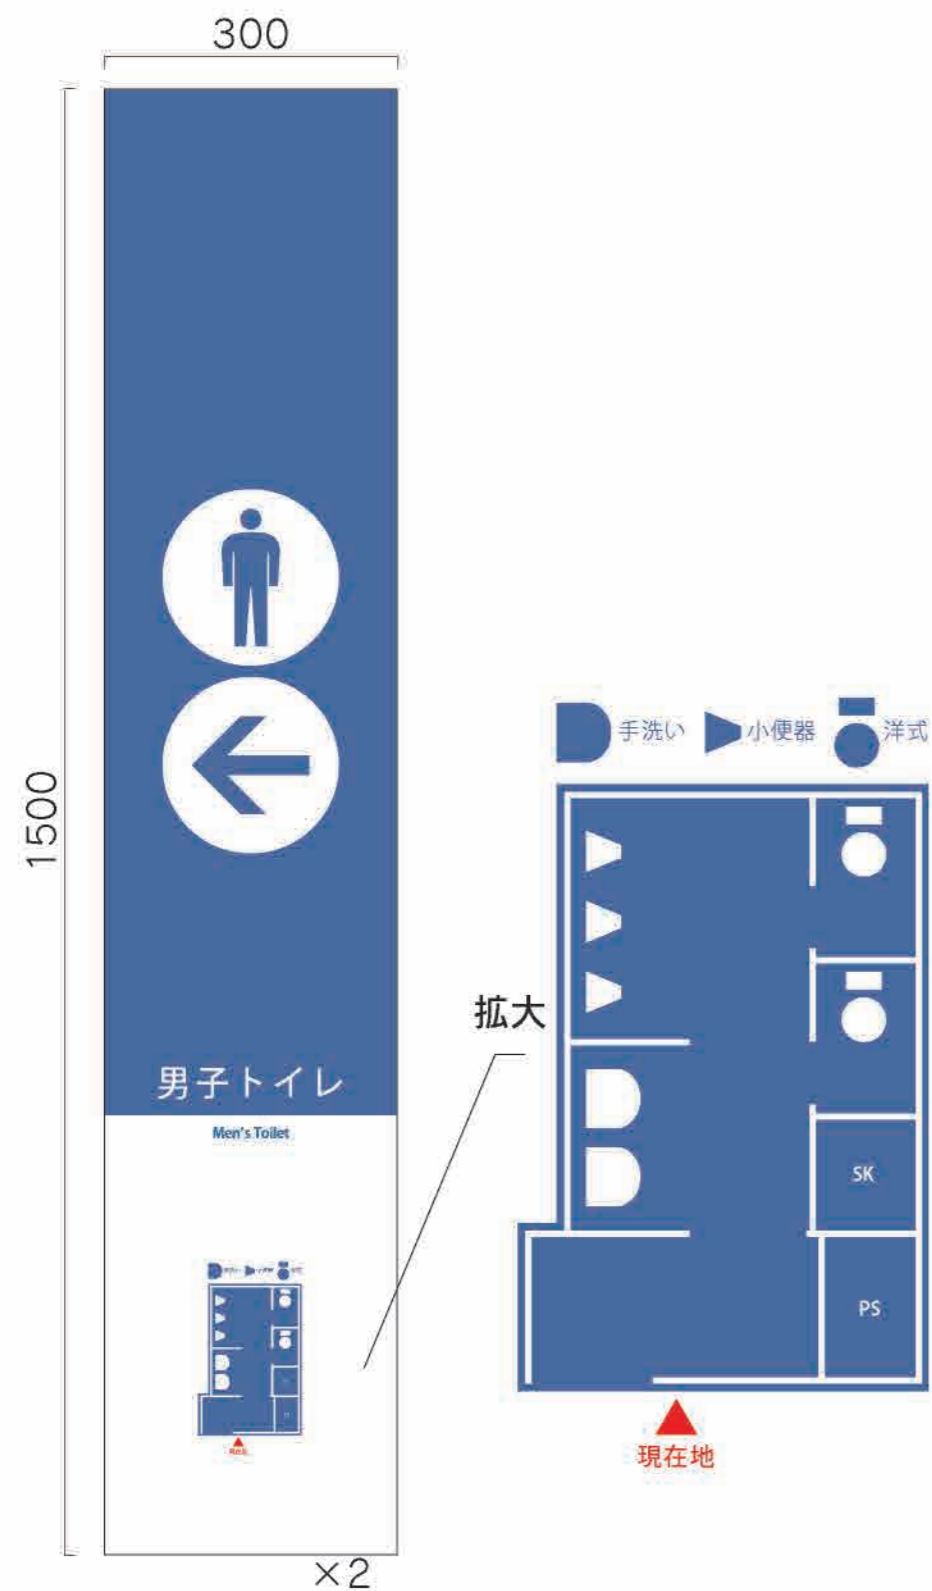 300
1500
男子トイレ
Men's Toilet
×2
拡大
手洗い 小便器 洋式
SK
PS
現在地